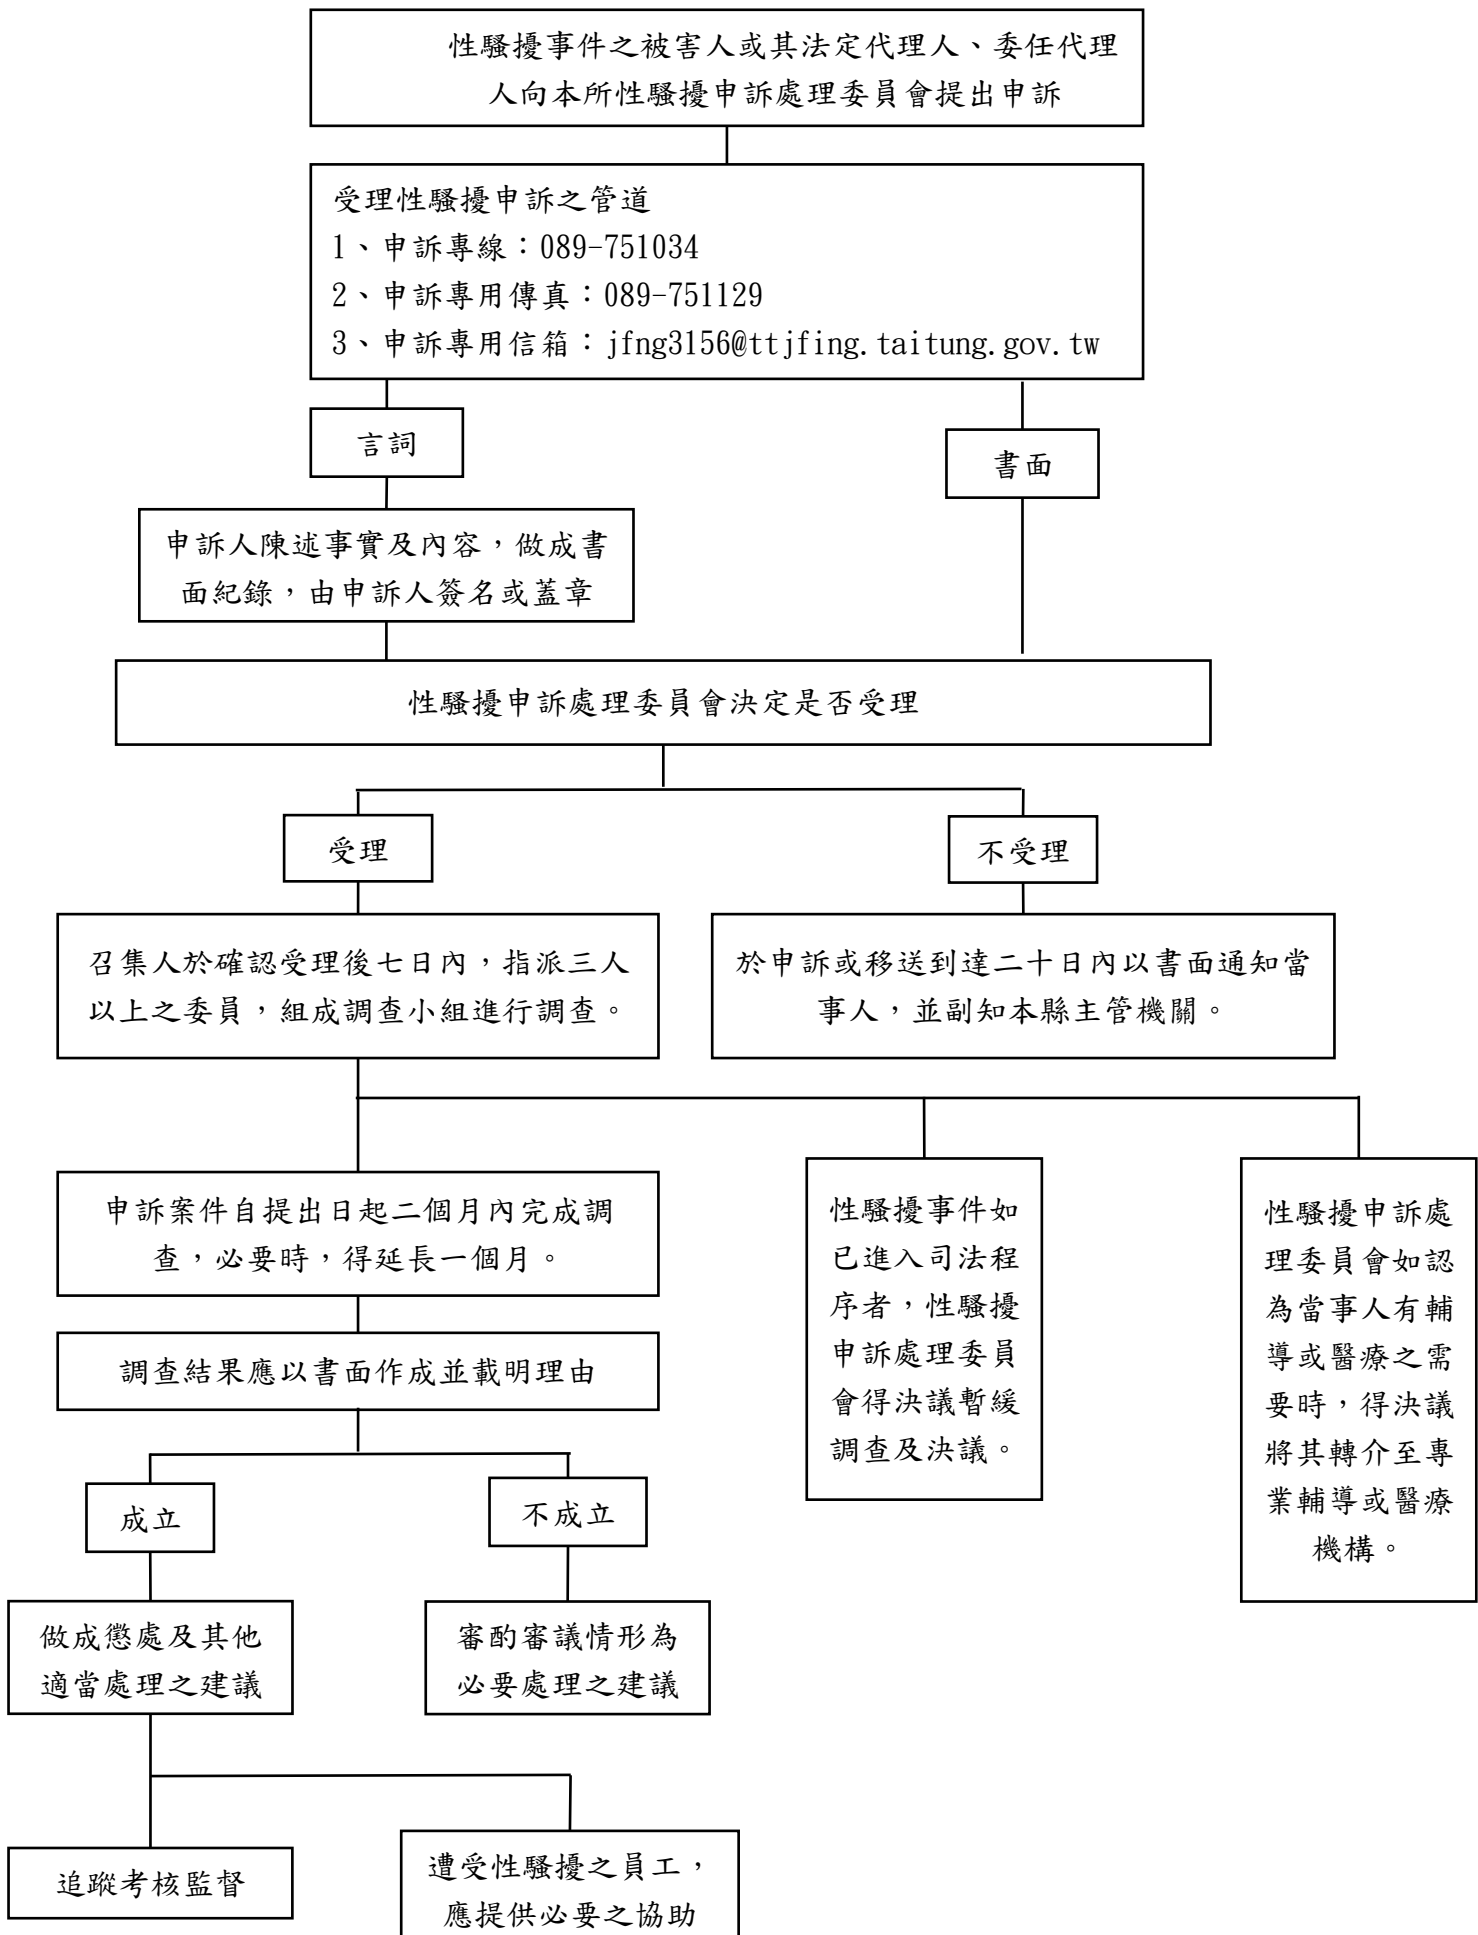 性騷擾事件之被害人或其法定代理人、委任代理
人向本所性騷擾申訴處理委員會提出申訴
受理性騷擾申訴之管道
1、申訴專線：089-751034
2、申訴專用傳真：089-751129
3、申訴專用信箱：jfng3156@ttjfing.taitung.gov.tw
言詞
書面
申訴人陳述事實及內容，做成書
面紀錄，由申訴人簽名或蓋章
性騷擾申訴處理委員會決定是否受理
受理
不受理
召集人於確認受理後七日內，指派三人
以上之委員，組成調查小組進行調查。
於申訴或移送到達二十日內以書面通知當
事人，並副知本縣主管機關。
申訴案件自提出日起二個月內完成調
查，必要時，得延長一個月。
性騷擾事件如
已進入司法程
序者，性騷擾
申訴處理委員
會得決議暫緩
調查及決議。
性騷擾申訴處
理委員會如認
為當事人有輔
導或醫療之需
要時，得決議
將其轉介至專
業輔導或醫療
機構。
調查結果應以書面作成並載明理由
成立
不成立
做成懲處及其他
適當處理之建議
審酌審議情形為
必要處理之建議
追蹤考核監督
遭受性騷擾之員工，
應提供必要之協助